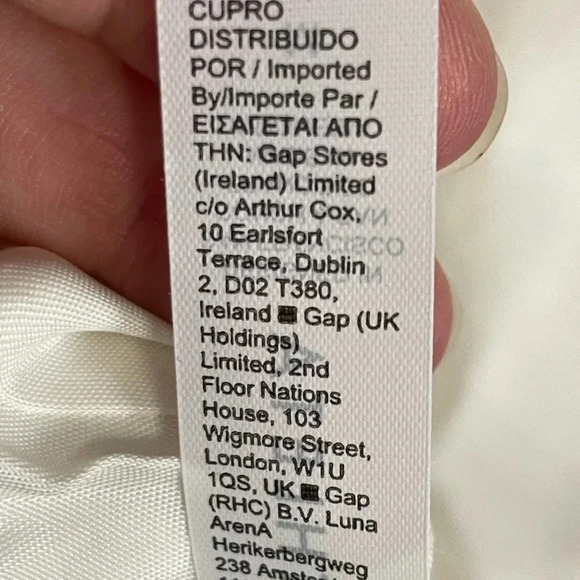 CUPRO
DISTRIBUIDO
POR / Imported
By/Importe Par /
ΕΙΣΑΓΕΤΑΙ ΑΠΟ
ΤΗΝ: Gap Stores
(Ireland) Limited
c/o Arthur Cox,
10 Earlsfort
Terrace, Dublin
2, D02 T380,
Ireland Gap (UK
Holdings)
Limited, 2nd
Floor Nations
House, 103
Wigmore Street,
London, W1U
1QS, UK Gap
(RHC) B.V. Luna
ArenA
Herikerbergweg
238